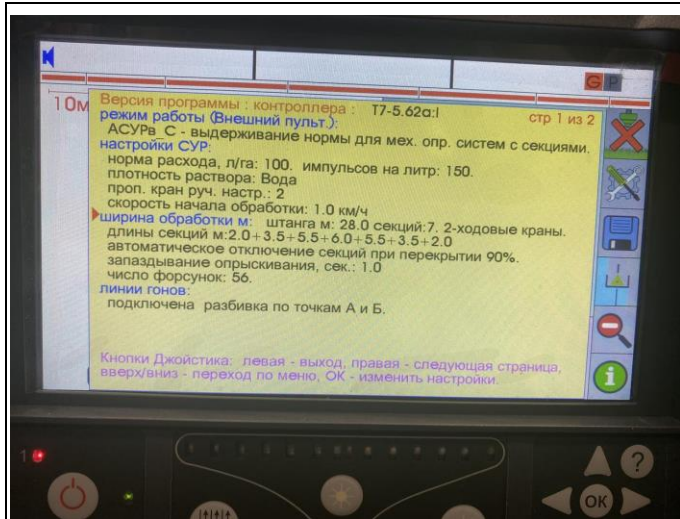 G P
10м
Версия программы : контроллера : Т7-5.62a:l
стр 1 из 2
режим работы (Внешний пульт.):
АСУРв_С - выдерживание нормы для мех. опр. систем с секциями.
настройки СУР:
норма расхода, л/га: 100. импульсов на литр: 150.
плотность раствора: Вода
проп. кран руч. настр.: 2
скорость начала обработки: 1.0 км/ч
ширина обработки м: штанга м: 28.0 секций:7. 2-ходовые краны.
длины секций м:2.0+3.5+5.5+6.0+5.5+3.5+2.0
автоматическое отключение секций при перекрытии 90%.
запаздывание опрыскивания, сек.: 1.0
число форсунок: 56.
линии гонов:
подключена разбивка по точкам А и Б.
Кнопки Джойстика: левая - выход, правая - следующая страница,
вверх/вниз - переход по меню, ОК - изменить настройки.
i
1
?
OK